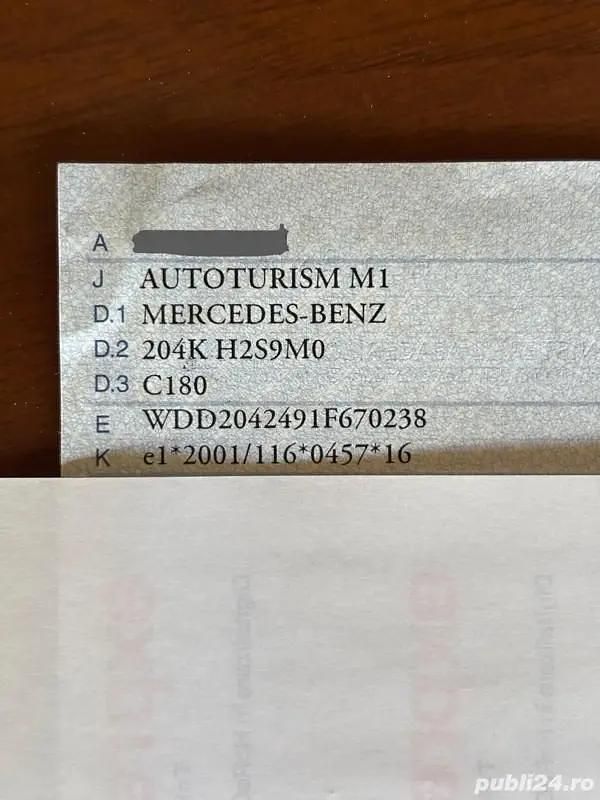 A
J AUTOTURISM M1
D.1 MERCEDES-BENZ
D.2 204K H2S9M0
D.3 C180
E WDD2042491F670238
K e1*2001/116*0457*16
publi24.ro